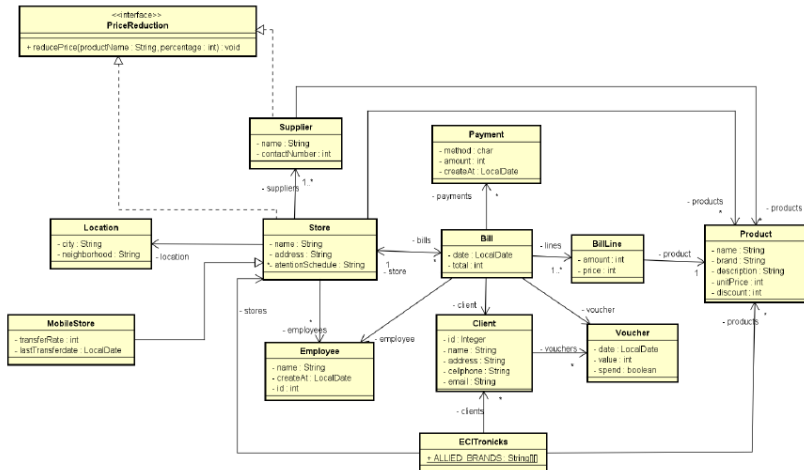 <<interface>>
PriceReduction
+ reducePrice(productName : String, percentage : int) : void
Supplier
- name : String
- contactNumber : int
1..*
- suppliers
Payment
- method : char
- amount : int
- createAt : LocalDate
- payments
*
Location
- city : String
- neighborhood : String
- location
Store
- name : String
- address : String
- atentionSchedule : String
*
- bills
*
1
- store
Bill
- date : LocalDate
- total : int
- lines
1..*
BillLine
- amount : int
- price : int
- product
1
- products
*
- products
*
Product
- name : String
- brand : String
- description : String
- unitPrice : int
- discount : int
- products
*
MobileStore
- transferRate : int
- lastTransferdate : LocalDate
- stores
*
- employees
- employee
Employee
- name : String
- createAt : LocalDate
- id : int
- client
Client
- id : Integer
- name : String
- address : String
- cellphone : String
- email : String
- voucher
- vouchers
*
Voucher
- date : LocalDate
- value : int
- spend : boolean
*
- clients
ECITronicks
+ ALLIED_BRANDS : String[][]